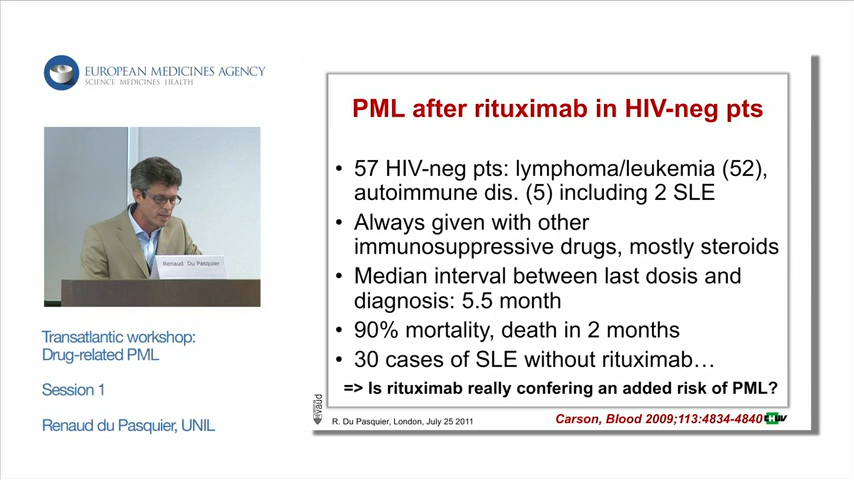 EUROPEAN MEDICINES AGENCY
SCIENCE MEDICINES HEALTH
Renaud Du Pasquier
Transatlantic workshop:
Drug-related PML
Session 1
Renaud du Pasquier, UNIL
PML after rituximab in HIV-neg pts
• 57 HIV-neg pts: lymphoma/leukemia (52),
autoimmune dis. (5) including 2 SLE
• Always given with other
immunosuppressive drugs, mostly steroids
• Median interval between last dosis and
diagnosis: 5.5 month
• 90% mortality, death in 2 months
• 30 cases of SLE without rituximab…
=> Is rituximab really confering an added risk of PML?
vaud
R. Du Pasquier, London, July 25 2011
Carson, Blood 2009;113:4834-4840